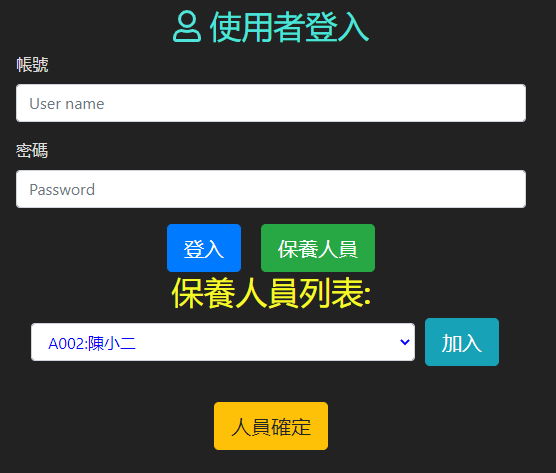 使用者登入
帳號
User name
密碼
Password
登入 保養人員
保養人員列表:
A002:陳小二 加入
人員確定